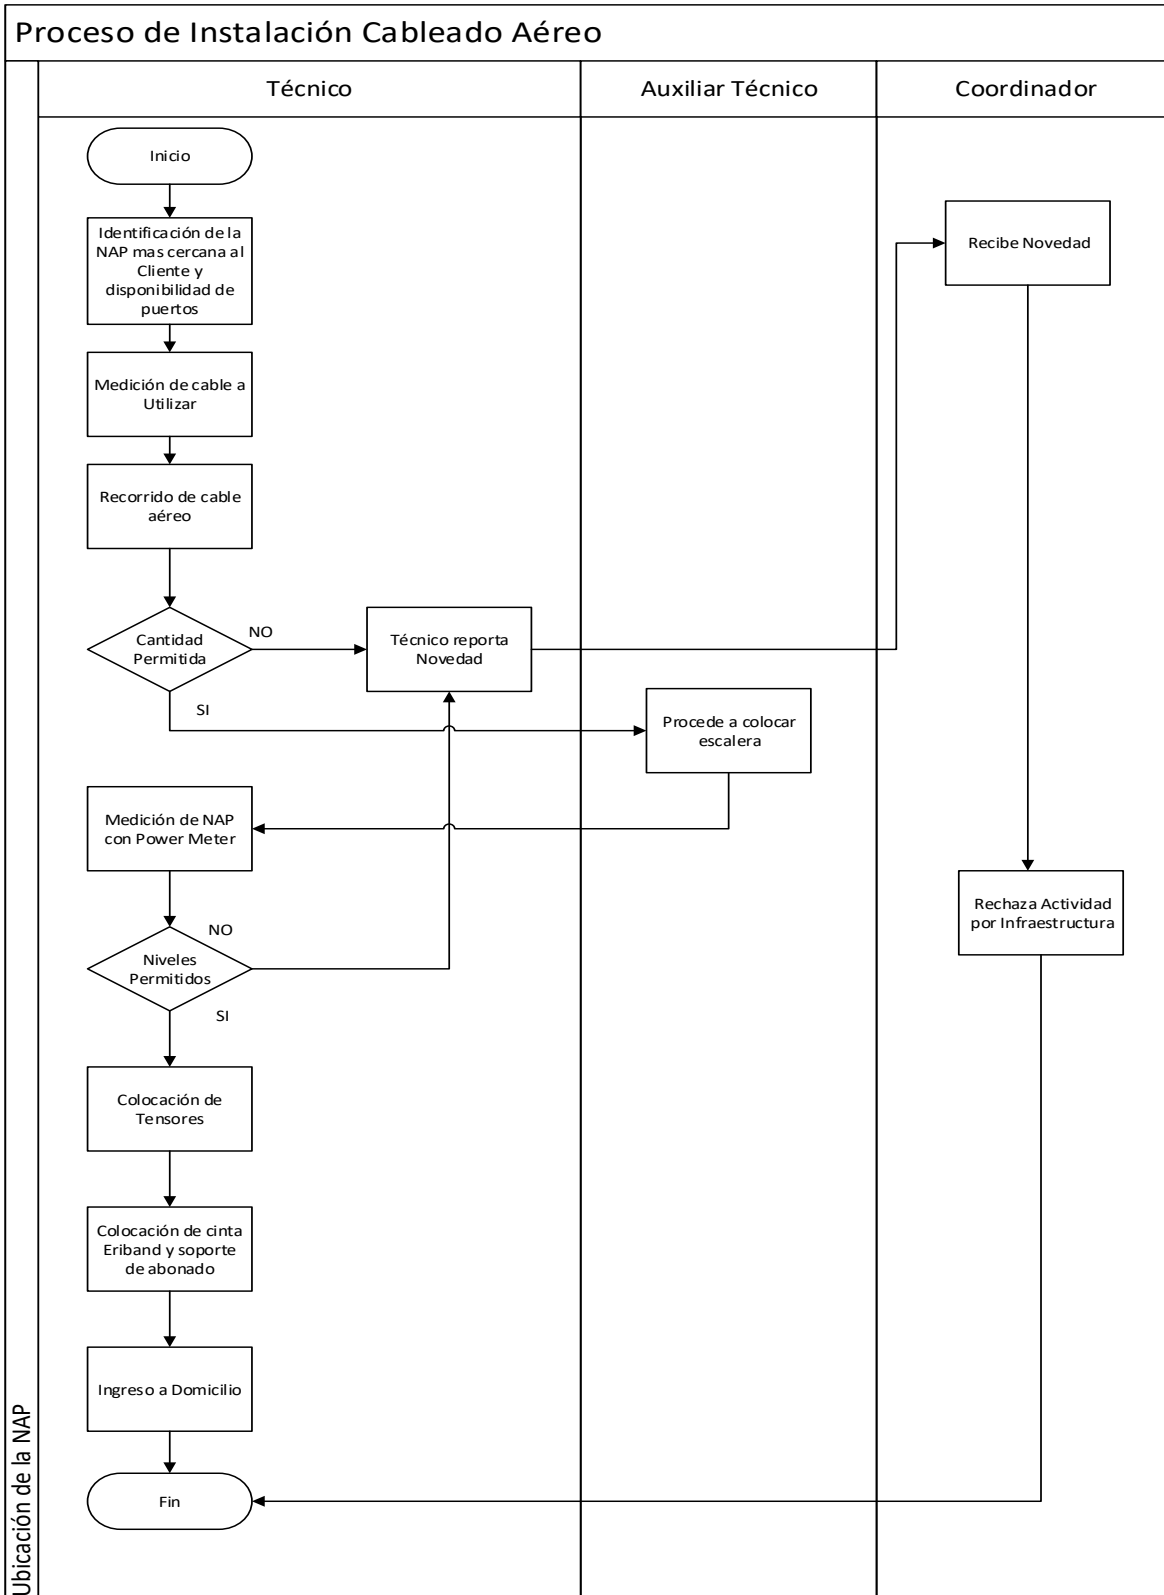 Proceso de Instalación Cableado Aéreo
Técnico
Auxiliar Técnico
Coordinador
Ubicación de la NAP
Inicio
Identificación de la
NAP mas cercana al
Cliente y
disponibilidad de
puertos
Recibe Novedad
Medición de cable a
Utilizar
Recorrido de cable
aéreo
Cantidad
Permitida
NO
Técnico reporta
Novedad
SI
Procede a colocar
escalera
Medición de NAP
con Power Meter
Rechaza Actividad
por Infraestructura
NO
Niveles
Permitidos
SI
Colocación de
Tensores
Colocación de cinta
Eriband y soporte
de abonado
Ingreso a Domicilio
Fin